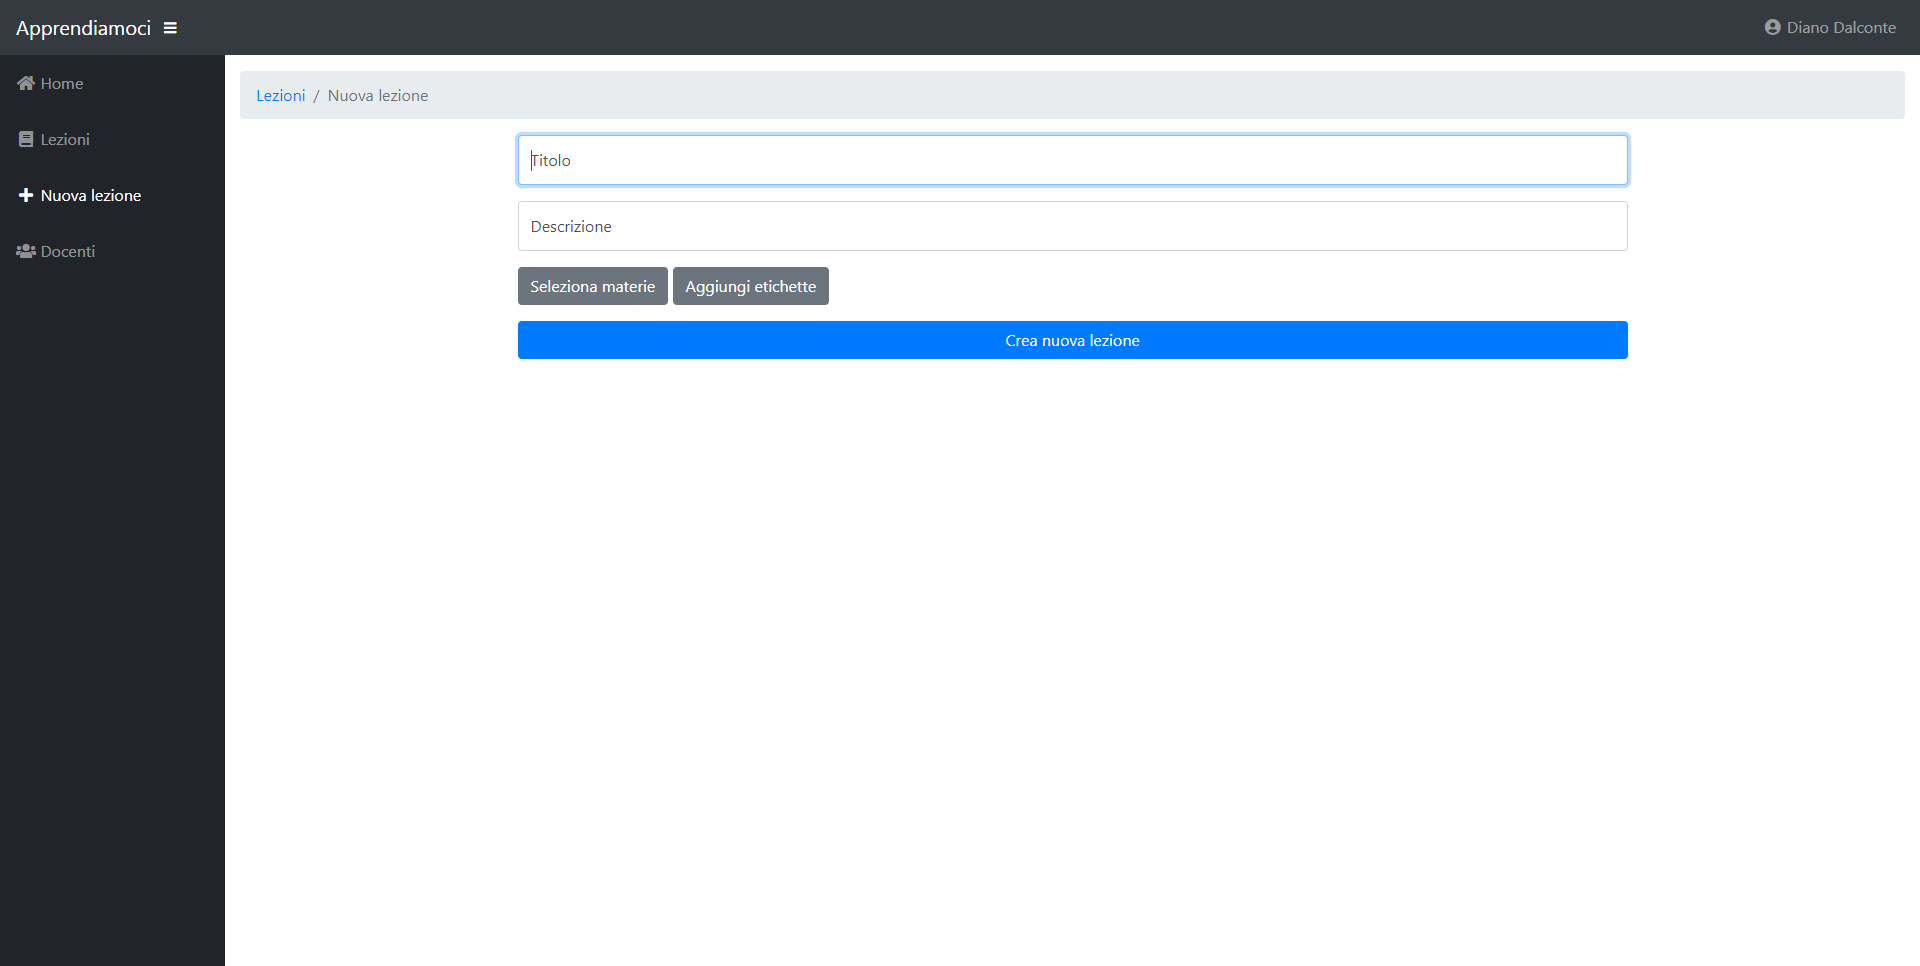 Apprendiamoci
Diano Dalconte
Home
Lezioni
Nuova lezione
Docenti
Lezioni / Nuova lezione
Titolo
Descrizione
Seleziona materie Aggiungi etichette
Crea nuova lezione